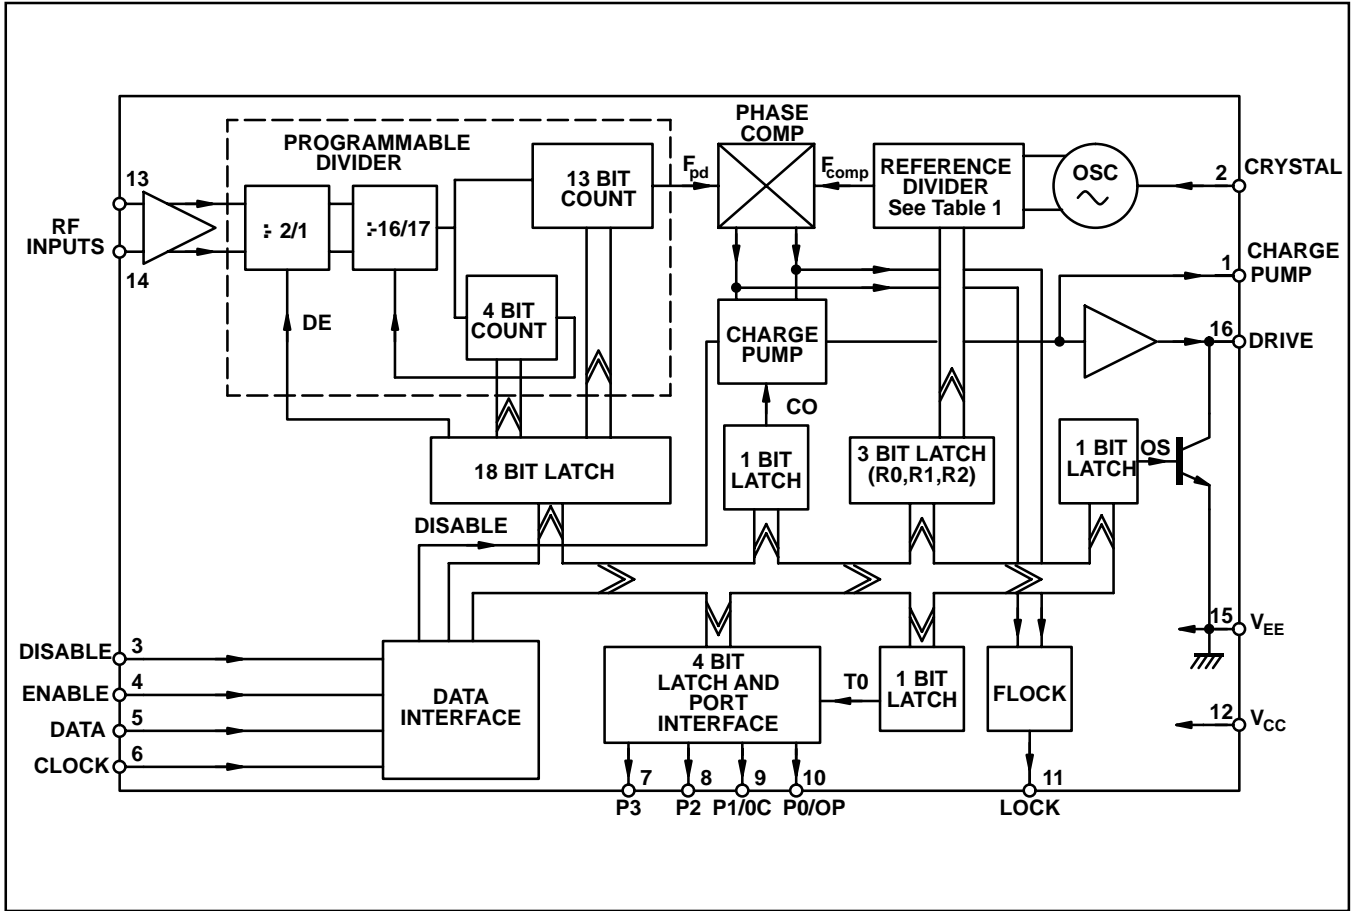 PHASE
COMP
PROGRAMMABLE
DIVIDER
13
RF
INPUTS
14
÷ 2/1
÷16/17
13 BIT
COUNT
4 BIT
COUNT
DE
Fpd
Fcomp
REFERENCE
DIVIDER
See Table 1
OSC
2
CRYSTAL
1
CHARGE
PUMP
CHARGE
PUMP
16
DRIVE
CO
18 BIT LATCH
1 BIT
LATCH
3 BIT LATCH
(R0,R1,R2)
1 BIT
LATCH
OS
DISABLE
15
VEE
12
VCC
DISABLE
3
ENABLE
4
DATA
5
CLOCK
6
DATA
INTERFACE
4 BIT
LATCH AND
PORT
INTERFACE
T0
1 BIT
LATCH
FLOCK
7
8
9
10
11
P3
P2
P1/0C
P0/OP
LOCK